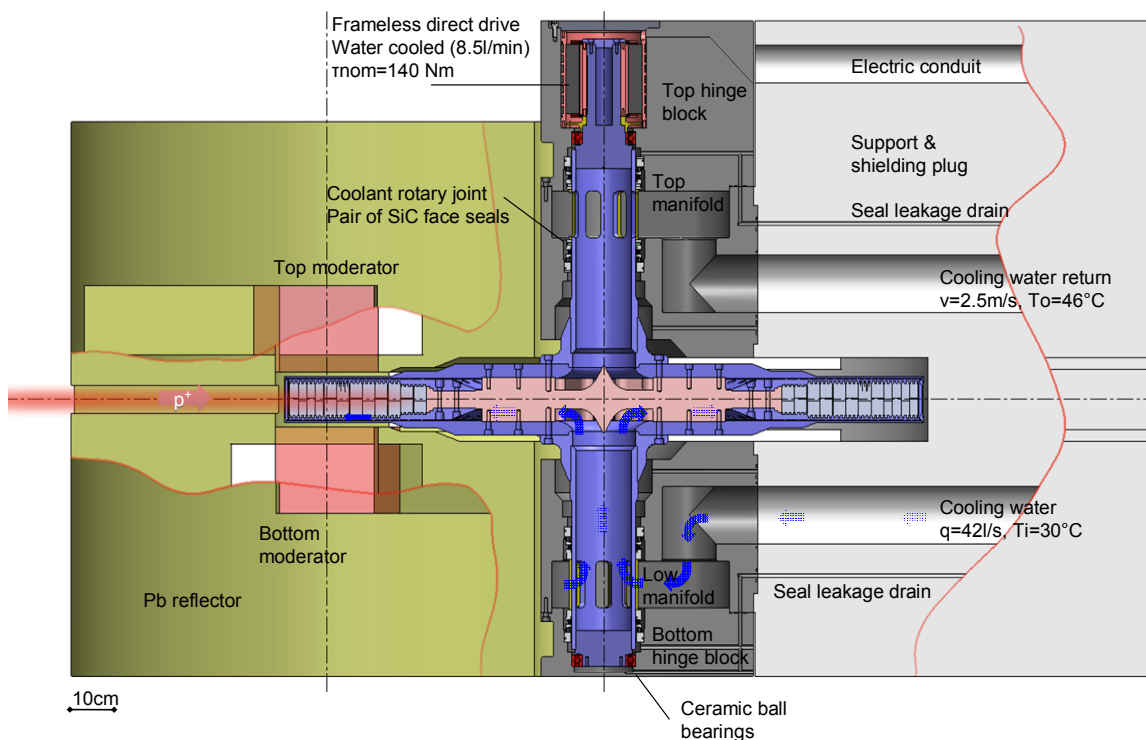 Frameless direct drive
Water cooled (8.5l/min)
τnom=140 Nm
Electric conduit
Top hinge
block
Support &
shielding plug
Coolant rotary joint
Pair of SiC face seals
Top
manifold
Seal leakage drain
Top moderator
Cooling water return
v=2.5m/s, To=46°C
p+
Cooling water
q=42l/s, Ti=30°C
Bottom
moderator
Low
manifold
Seal leakage drain
Pb reflector
Bottom
hinge block
10cm
Ceramic ball
bearings